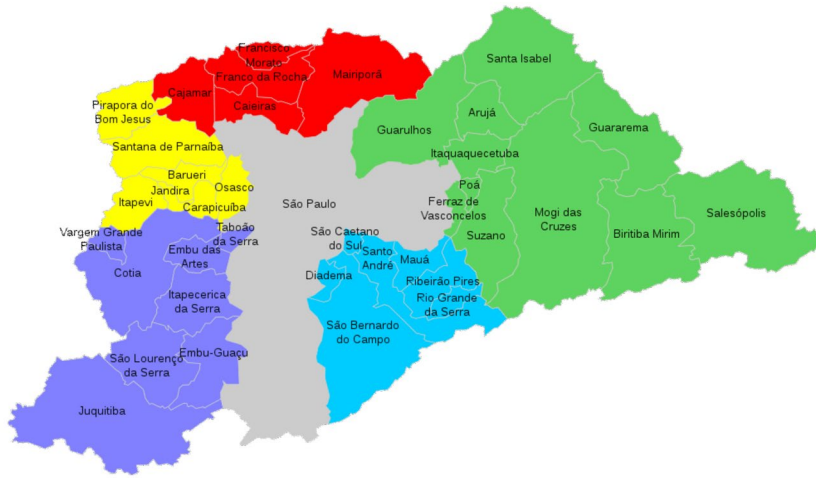 Francisco
Morato
Franco da Rocha
Mairiporã
Cajamar
Caieiras
Santa Isabel
Pirapora do
Bom Jesus
Guarulhos
Arujá
Guararema
Santana de Parnaíba
Itaquaquecetuba
Barueri
Osasco
Jandira
Itapevi
Carapicuíba
São Paulo
Poá
Ferraz de
Vasconcelos
Suzano
Mogi das
Cruzes
Biritiba Mirim
Salesópolis
Vargem Grande
Paulista
Taboão
da Serra
Cotia
Embu das
Artes
São Caetano
do Sul
Santo
André
Mauá
Diadema
Ribeirão Pires
Rio Grande
da Serra
Itapecerica
da Serra
São Bernardo
do Campo
São Lourenço
da Serra
Embu-Guaçu
Juquitiba